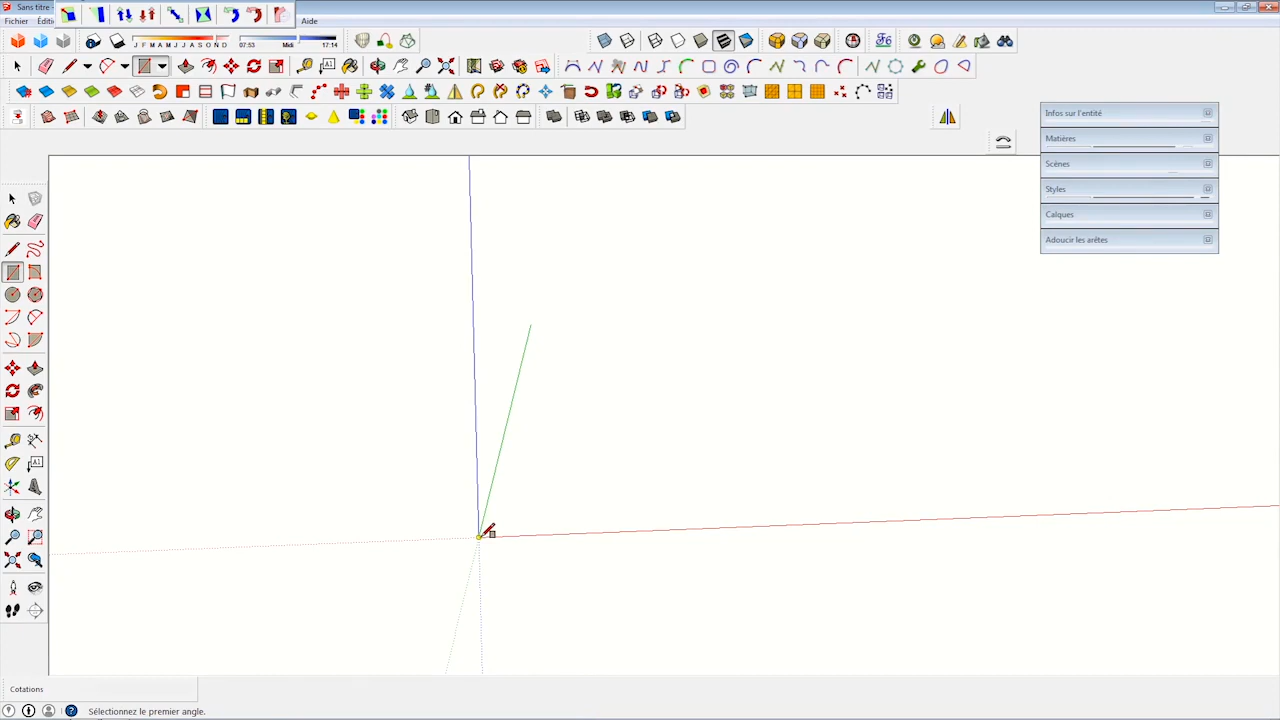 Sans titre -
Fichier Éditi Aide
J F M A M J J A S O N D 07:53 Midi 17:14
Infos sur l'entité
Matières
Scènes
Styles
Calques
Adoucir les arêtes
Cotations
Sélectionnez le premier angle.